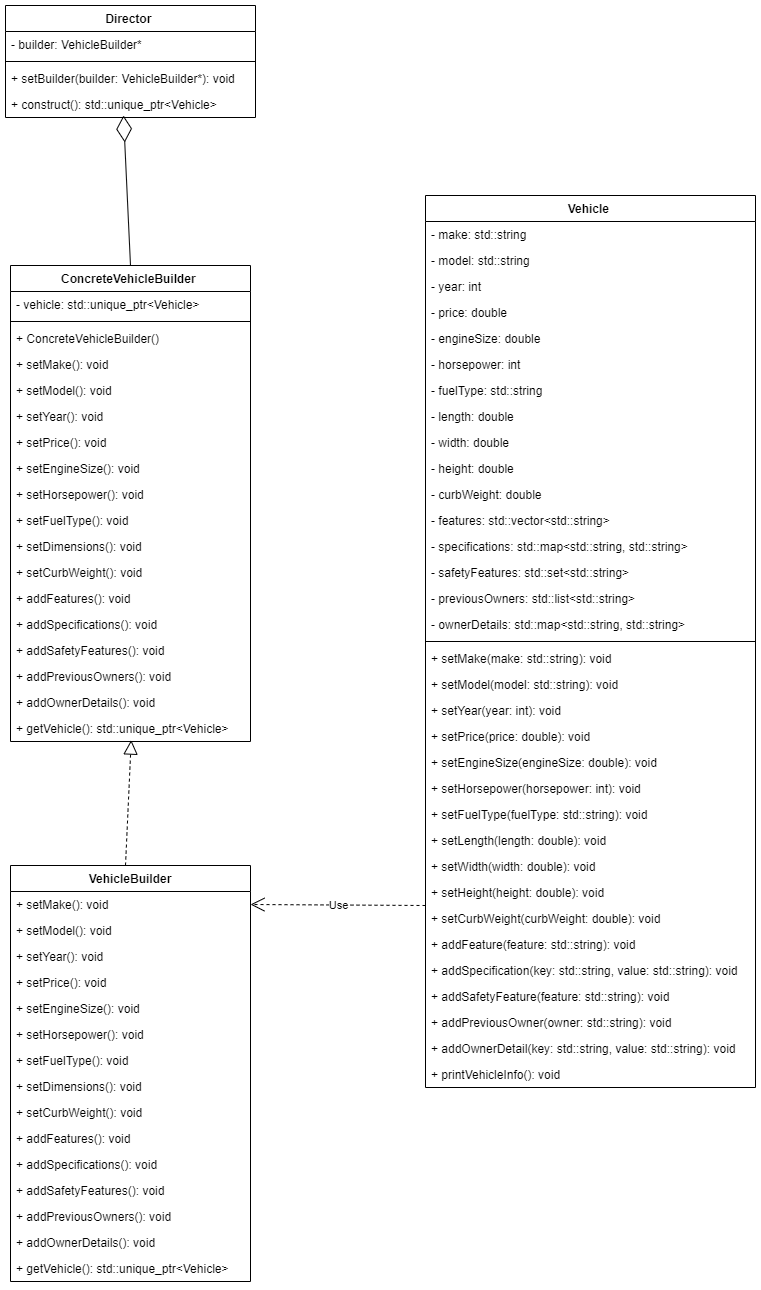 Director
- builder: VehicleBuilder*
+ setBuilder(builder: VehicleBuilder*): void
+ construct(): std::unique_ptr<Vehicle>
ConcreteVehicleBuilder
- vehicle: std::unique_ptr<Vehicle>
+ ConcreteVehicleBuilder()
+ setMake(): void
+ setModel(): void
+ setYear(): void
+ setPrice(): void
+ setEngineSize(): void
+ setHorsepower(): void
+ setFuelType(): void
+ setDimensions(): void
+ setCurbWeight(): void
+ addFeatures(): void
+ addSpecifications(): void
+ addSafetyFeatures(): void
+ addPreviousOwners(): void
+ addOwnerDetails(): void
+ getVehicle(): std::unique_ptr<Vehicle>
VehicleBuilder
+ setMake(): void
+ setModel(): void
+ setYear(): void
+ setPrice(): void
+ setEngineSize(): void
+ setHorsepower(): void
+ setFuelType(): void
+ setDimensions(): void
+ setCurbWeight(): void
+ addFeatures(): void
+ addSpecifications(): void
+ addSafetyFeatures(): void
+ addPreviousOwners(): void
+ addOwnerDetails(): void
+ getVehicle(): std::unique_ptr<Vehicle>
Use
Vehicle
- make: std::string
- model: std::string
- year: int
- price: double
- engineSize: double
- horsepower: int
- fuelType: std::string
- length: double
- width: double
- height: double
- curbWeight: double
- features: std::vector<std::string>
- specifications: std::map<std::string, std::string>
- safetyFeatures: std::set<std::string>
- previousOwners: std::list<std::string>
- ownerDetails: std::map<std::string, std::string>
+ setMake(make: std::string): void
+ setModel(model: std::string): void
+ setYear(year: int): void
+ setPrice(price: double): void
+ setEngineSize(engineSize: double): void
+ setHorsepower(horsepower: int): void
+ setFuelType(fuelType: std::string): void
+ setLength(length: double): void
+ setWidth(width: double): void
+ setHeight(height: double): void
+ setCurbWeight(curbWeight: double): void
+ addFeature(feature: std::string): void
+ addSpecification(key: std::string, value: std::string): void
+ addSafetyFeature(feature: std::string): void
+ addPreviousOwner(owner: std::string): void
+ addOwnerDetail(key: std::string, value: std::string): void
+ printVehicleInfo(): void